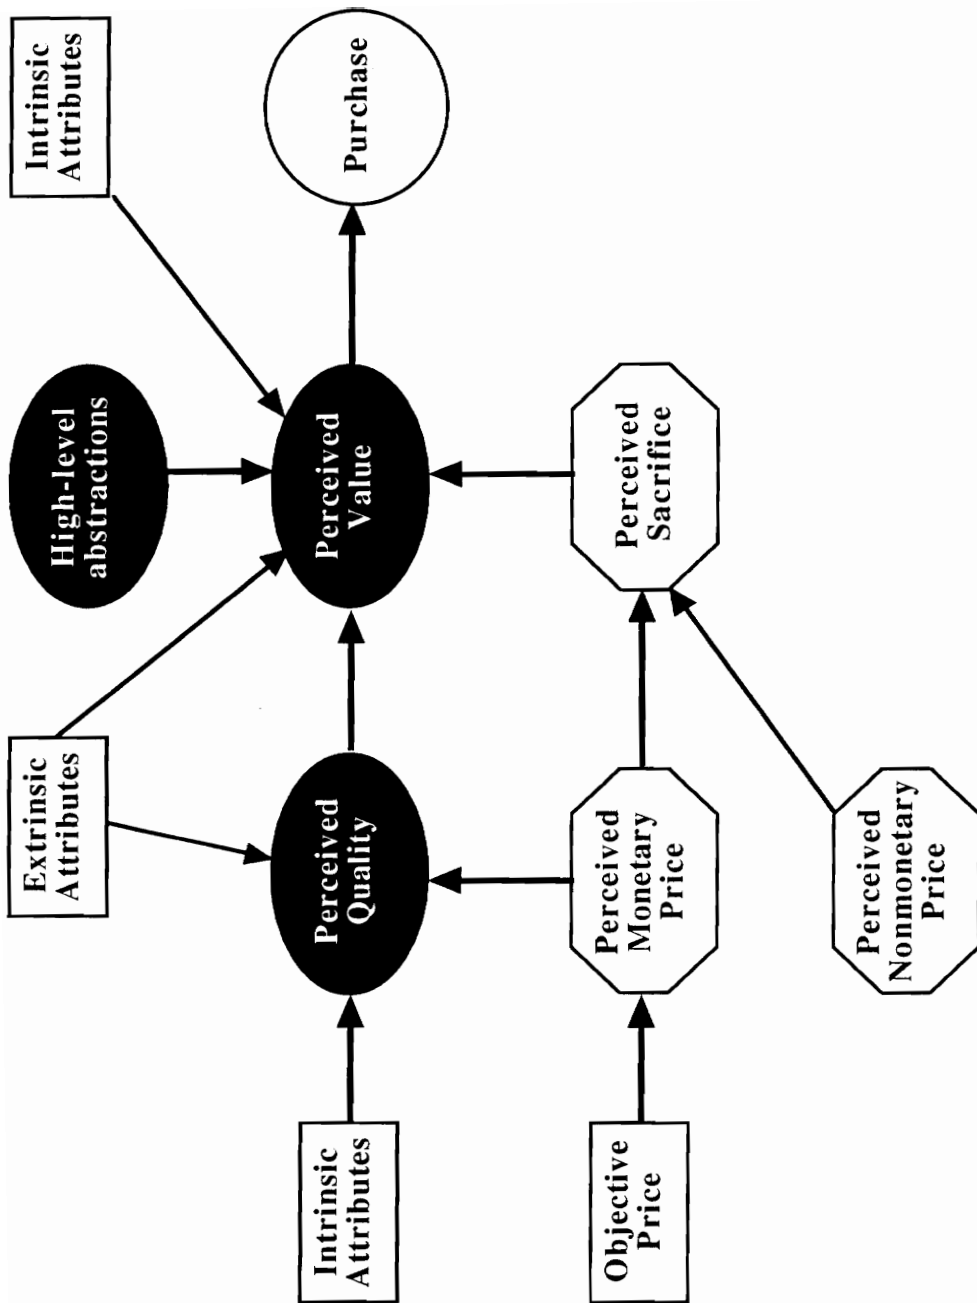 Extrinsic
Attributes
High-level
abstractions
Intrinsic
Attributes
Intrinsic
Attributes
Perceived
Quality
Perceived
Value
Purchase
Objective
Price
Perceived
Monetary
Price
Perceived
Sacrifice
Perceived
Nonmonetary
Price